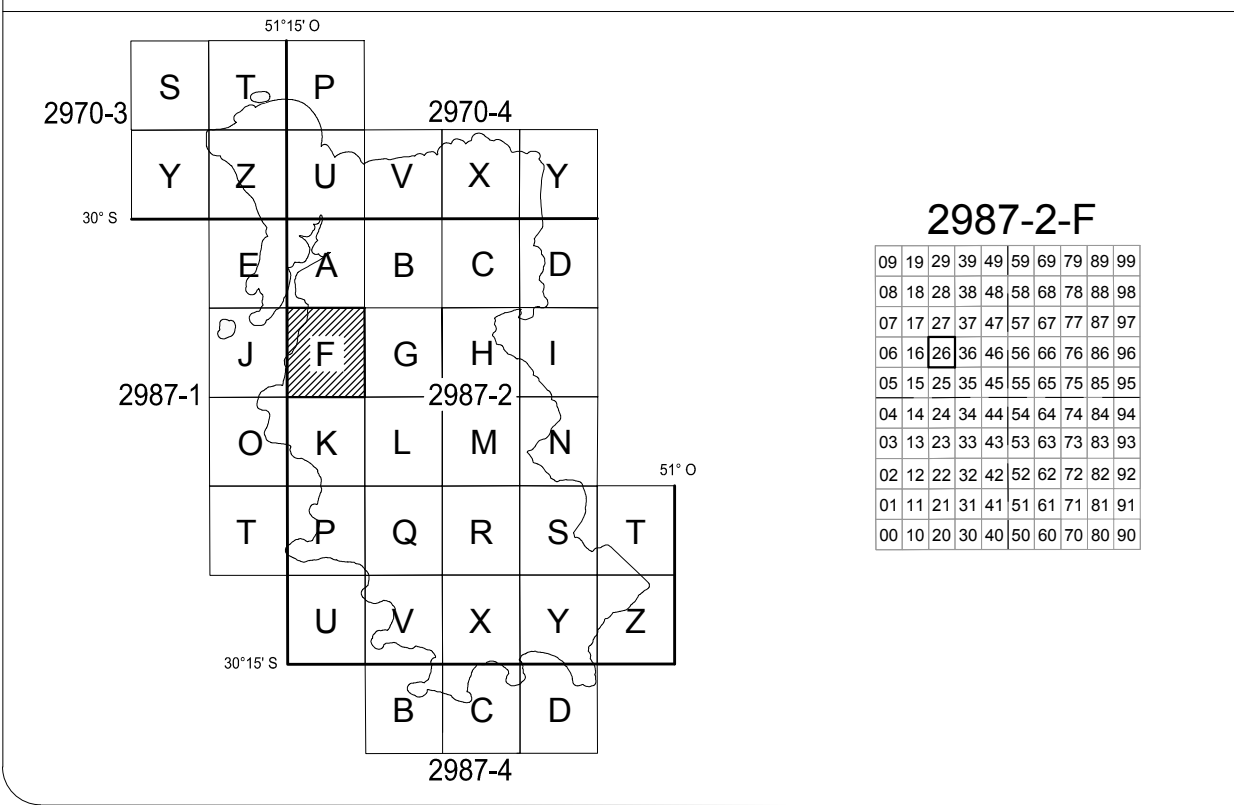 51°15' O
S T P
2970-3 2970-4
Y Z U V X Y
30° S
E A B C D
J F G H I
2987-1 2987-2
O K L M N
51° O
T P Q R S T
U V X Y Z
30°15' S
B C D
2987-4
2987-2-F
09 19 29 39 49 59 69 79 89 99
08 18 28 38 48 58 68 78 88 98
07 17 27 37 47 57 67 77 87 97
06 16 26 36 46 56 66 76 86 96
05 15 25 35 45 55 65 75 85 95
04 14 24 34 44 54 64 74 84 94
03 13 23 33 43 53 63 73 83 93
02 12 22 32 42 52 62 72 82 92
01 11 21 31 41 51 61 71 81 91
00 10 20 30 40 50 60 70 80 90